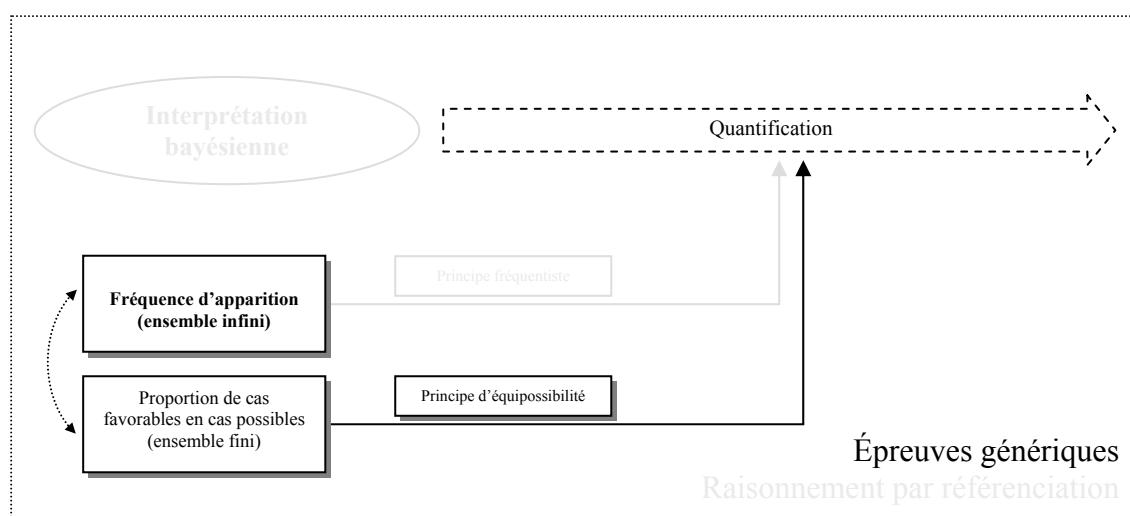 Interprétation
bayésienne
Quantification
Principe fréquentiste
Fréquence d’apparition
(ensemble infini)
Proportion de cas
favorables en cas possibles
(ensemble fini)
Principe d’équipossibilité
Épreuves génériques
Raisonnement par référenciation